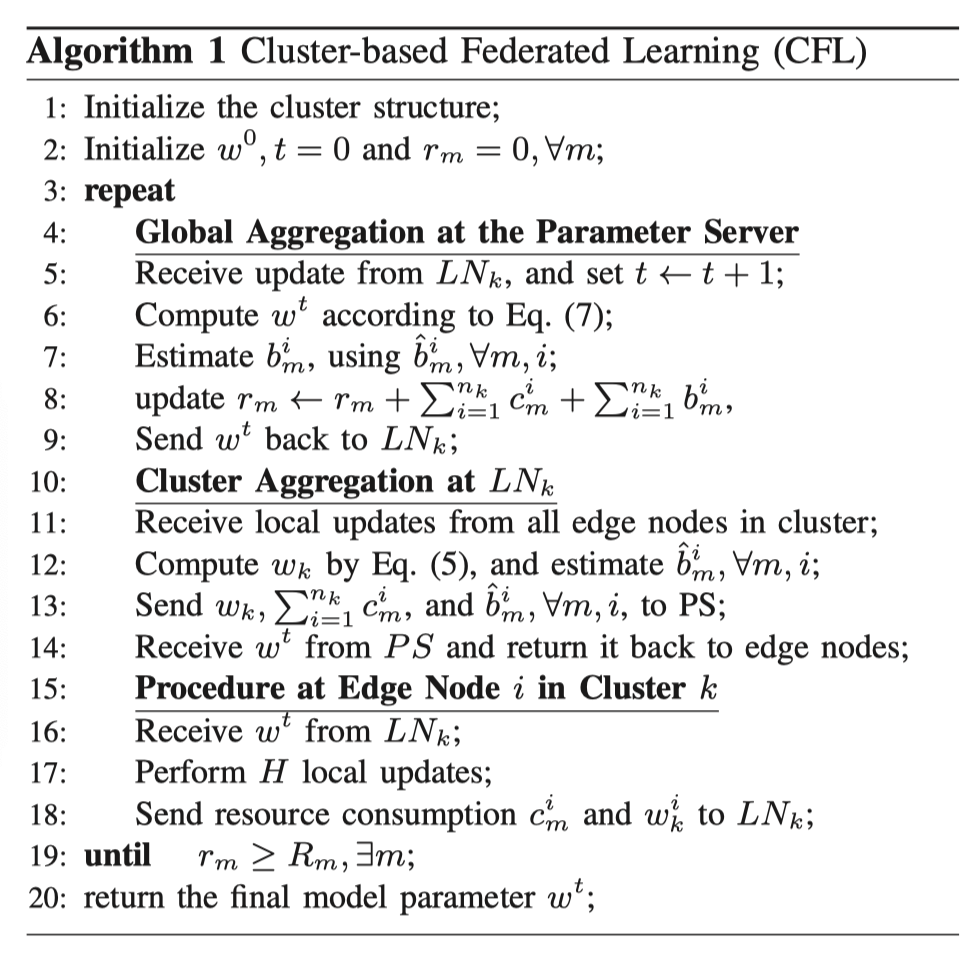 Algorithm 1 Cluster-based Federated Learning (CFL)
1: Initialize the cluster structure;
2: Initialize $w^0, t = 0$ and $r_m = 0, \forall m$;
3: repeat
4: Global Aggregation at the Parameter Server
5: Receive update from $LN_k$, and set $t \leftarrow t + 1$;
6: Compute $w^t$ according to Eq. (7);
7: Estimate $b_m^i$, using $\hat{b}_m^i, \forall m, i$;
8: update $r_m \leftarrow r_m + \sum_{i=1}^{n_k} c_m^i + \sum_{i=1}^{n_k} b_m^i$,
9: Send $w^t$ back to $LN_k$;
10: Cluster Aggregation at $LN_k$
11: Receive local updates from all edge nodes in cluster;
12: Compute $w_k$ by Eq. (5), and estimate $\hat{b}_m^i, \forall m, i$;
13: Send $w_k, \sum_{i=1}^{n_k} c_m^i$, and $\hat{b}_m^i, \forall m, i$, to PS;
14: Receive $w^t$ from $PS$ and return it back to edge nodes;
15: Procedure at Edge Node $i$ in Cluster $k$
16: Receive $w^t$ from $LN_k$;
17: Perform $H$ local updates;
18: Send resource consumption $c_m^i$ and $w_k^i$ to $LN_k$;
19: until $r_m \geq R_m, \exists m$;
20: return the final model parameter $w^t$;